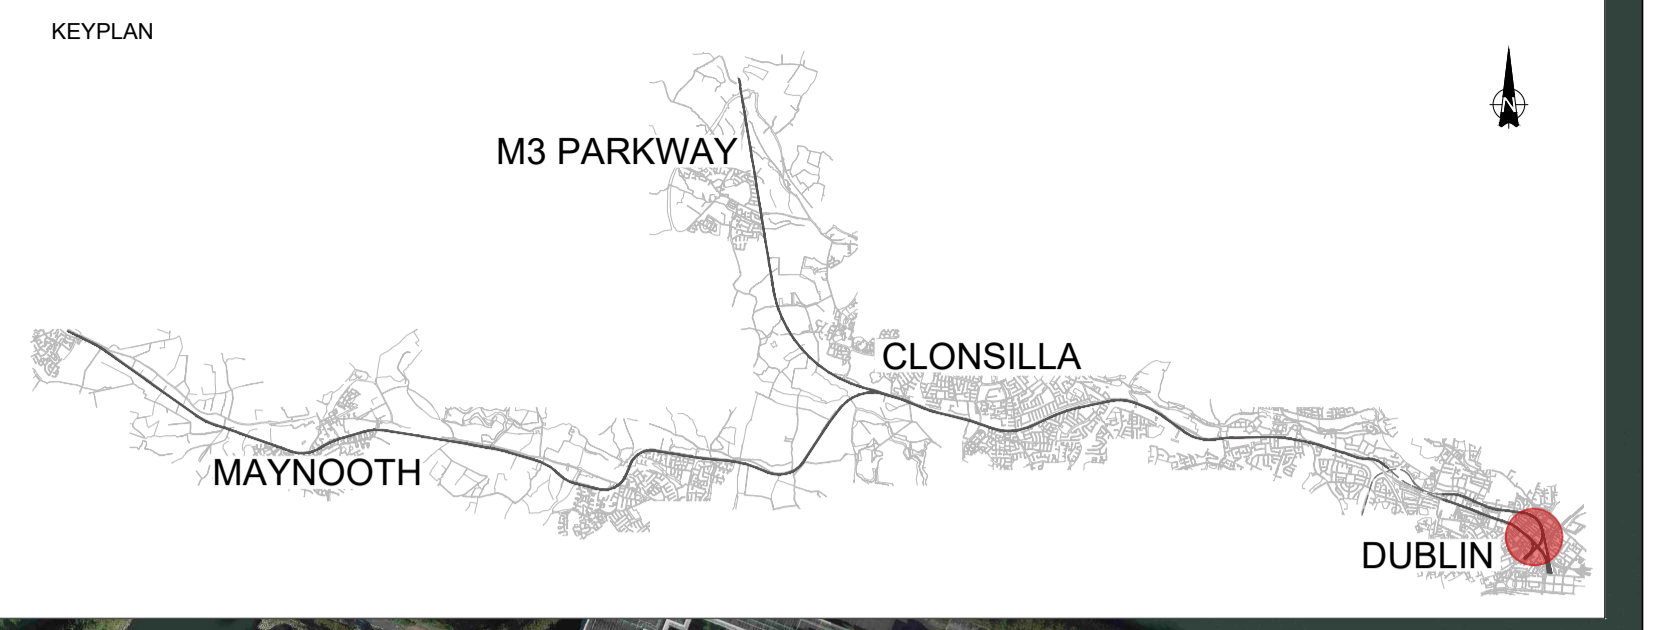 KEYPLAN
N
M3 PARKWAY
CLONSILLA
MAYNOOTH
DUBLIN